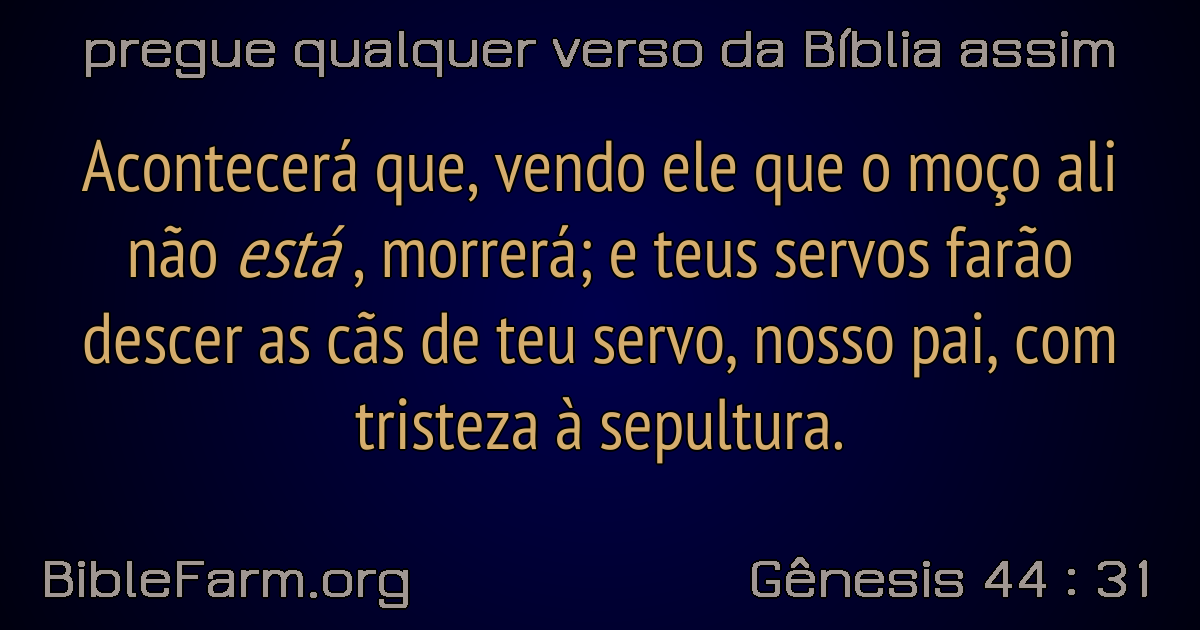 pregue qualquer verso da Bíblia assim
Acontecerá que, vendo ele que o moço ali
não está , morrerá; e teus servos farão
descer as cãs de teu servo, nosso pai, com
tristeza à sepultura.
BibleFarm.org
Gênesis 44 : 31